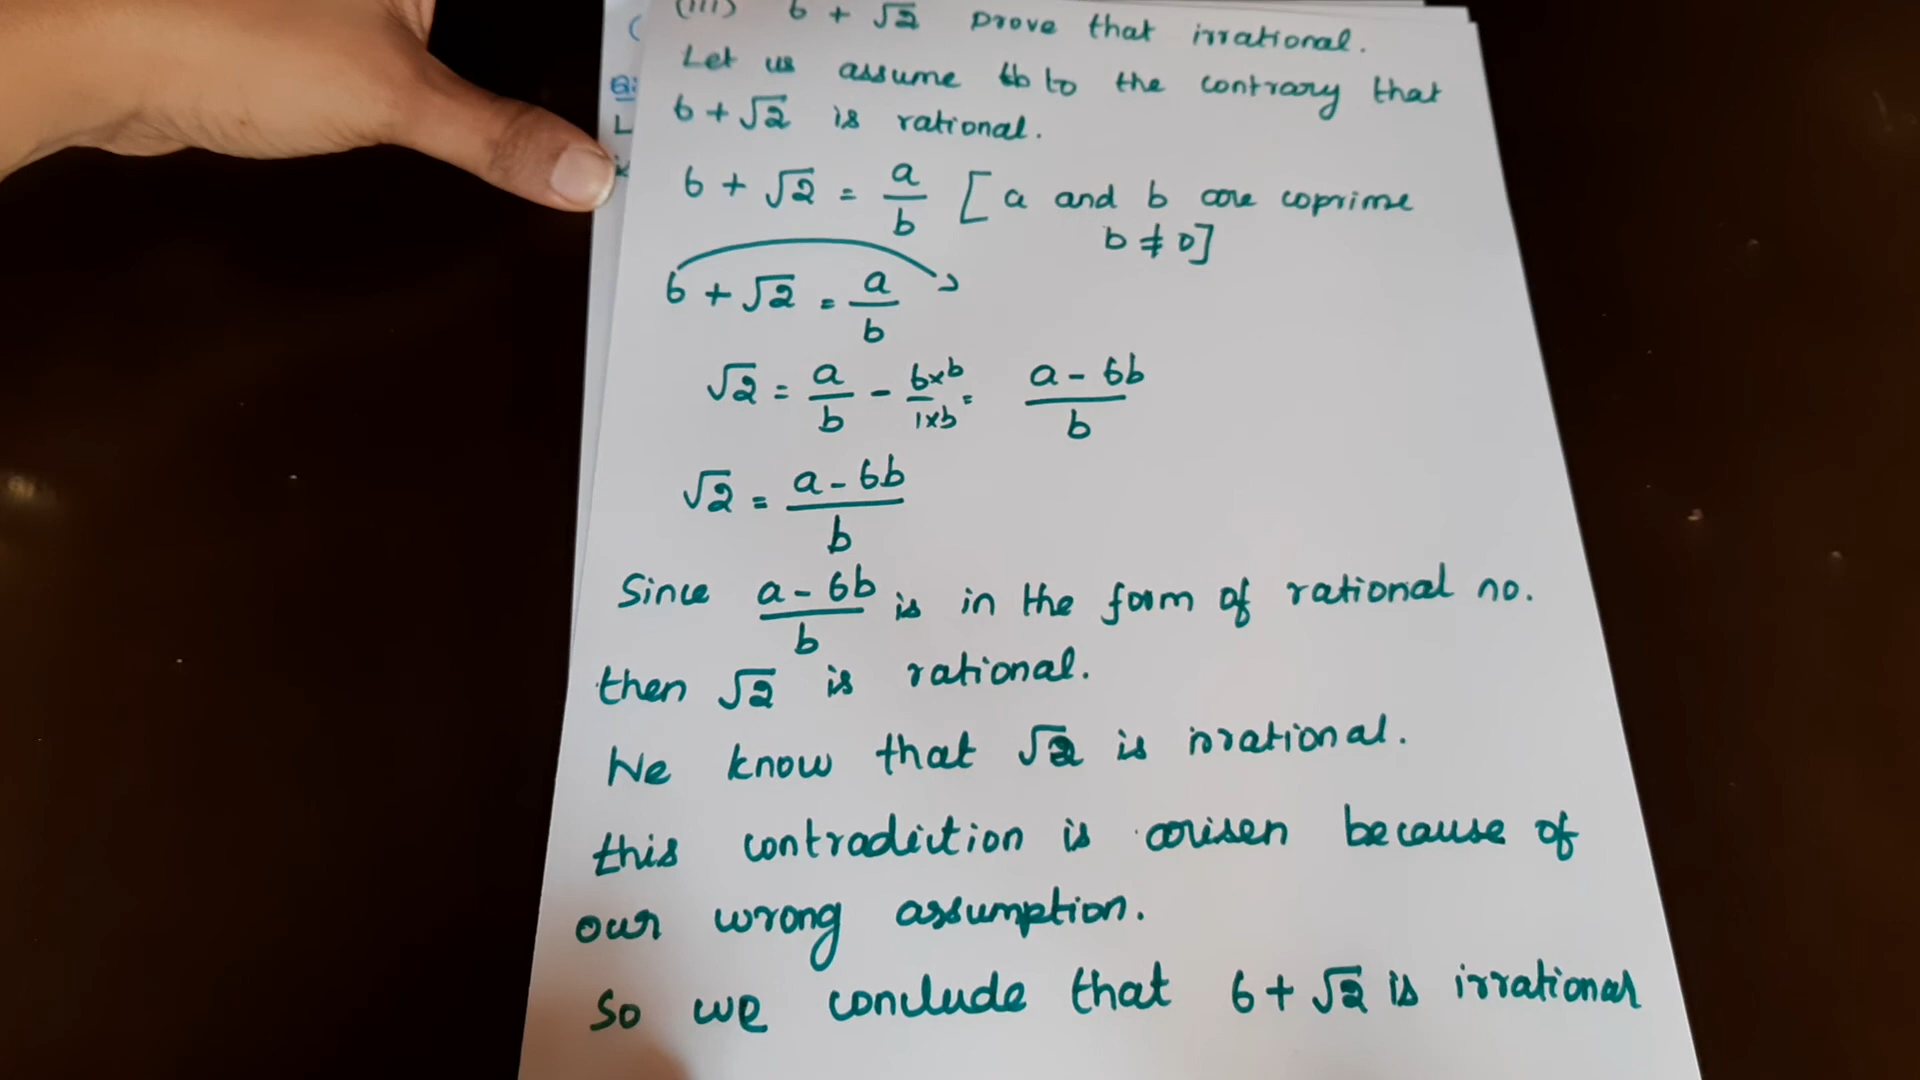 (iii) 6 + √2 prove that irrational.
Let us assume to the contrary that
6 + √2 is rational.
6 + √2 = a/b [a and b are coprime
b ≠ 0]
6 + √2 = a/b
√2 = a/b - 6×b/1×b = a - 6b/b
√2 = a - 6b/b
Since a - 6b/b is in the form of rational no.
then √2 is rational.
We know that √2 is irrational.
this contradiction is arisen because of
our wrong assumption.
So we conclude that 6 + √2 is irrational